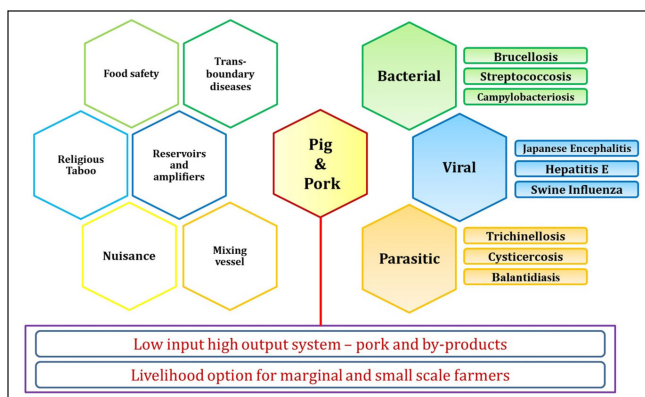 Food safety
Trans-
boundary
diseases
Religious
Taboo
Reservoirs
and
amplifiers
Nuisance
Mixing
vessel
Pig
&
Pork
Bacterial
Brucellosis
Streptococcosis
Campylobacteriosis
Viral
Japanese Encephalitis
Hepatitis E
Swine Influenza
Parasitic
Trichinellosis
Cysticercosis
Balantidiasis
Low input high output system – pork and by-products
Livelihood option for marginal and small scale farmers